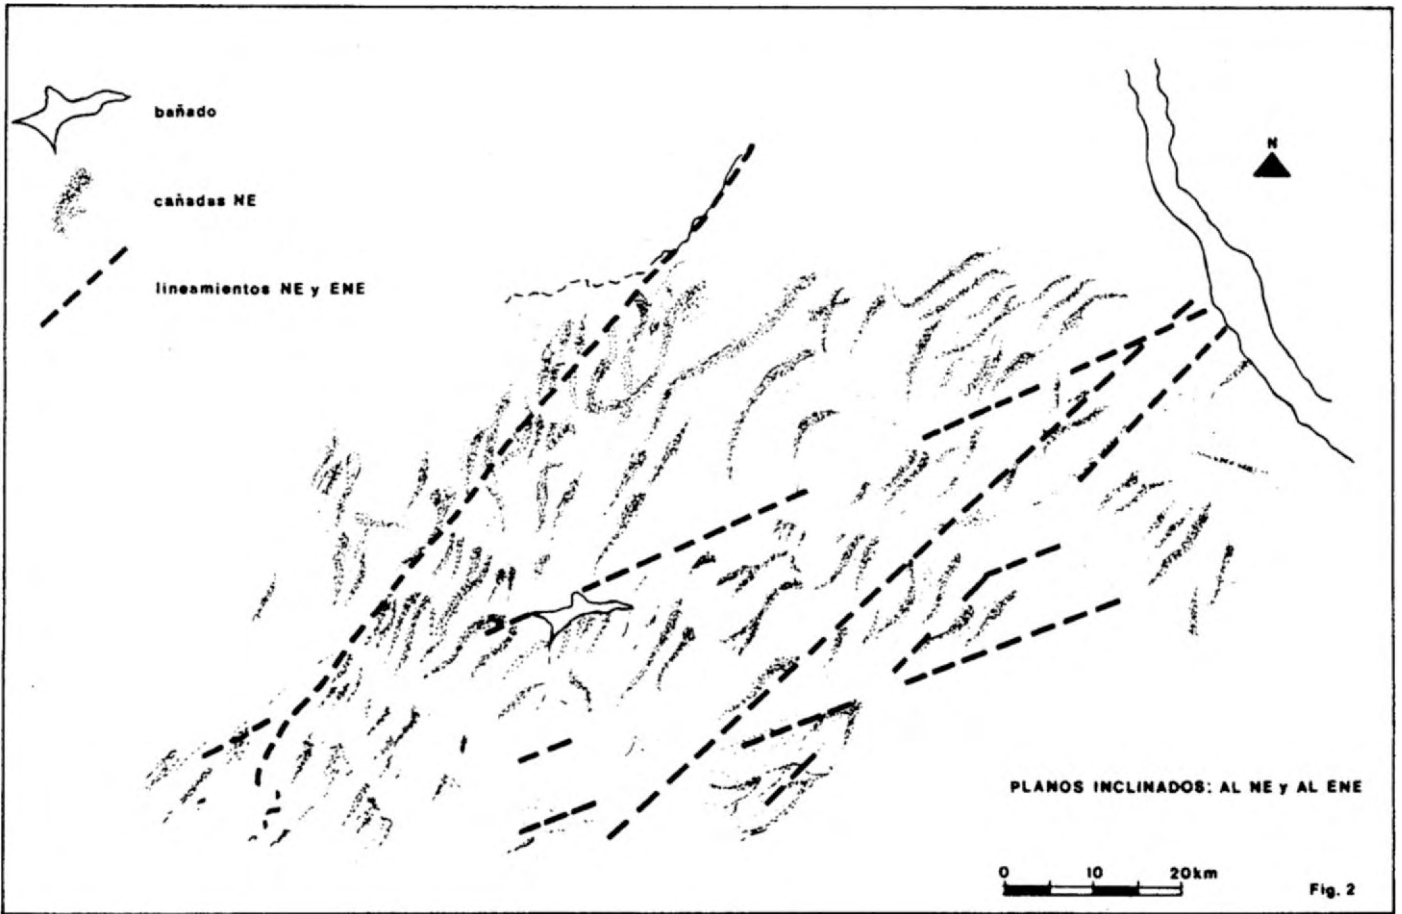 bañado
N
cañadas NE
lineamientos NE y ENE
PLANOS INCLINADOS: AL NE y AL ENE
0 10 20km
Fig. 2